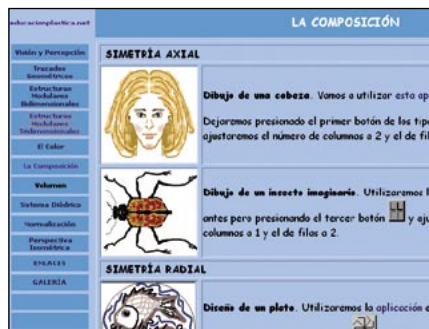 educacionplastica.net
LA COMPOSICIÓN
Visión y Percepción
Trazados
Geométricos
Estructuras
Modulares
Bidimensionales
Estructuras
Modulares
Tridimensionales
El Color
La Composición
Volumen
Sistema Diédrico
Normalización
Perspectiva
Isométrica
ENLACES
GALERÍA
SIMETRÍA AXIAL
Dibujo de una cabeza. Vamos a utilizar esta ap
Dejaremos presionado el primer botón de los tipo
ajustaremos el número de columnas a 2 y el de fil
Dibujo de un insecto imaginario. Utilizaremos l
antes pero presionando el tercer botón y aju
columnas a 1 y el de filas a 2.
SIMETRÍA RADIAL
Diseño de un plato. Utilizaremos la aplicación d